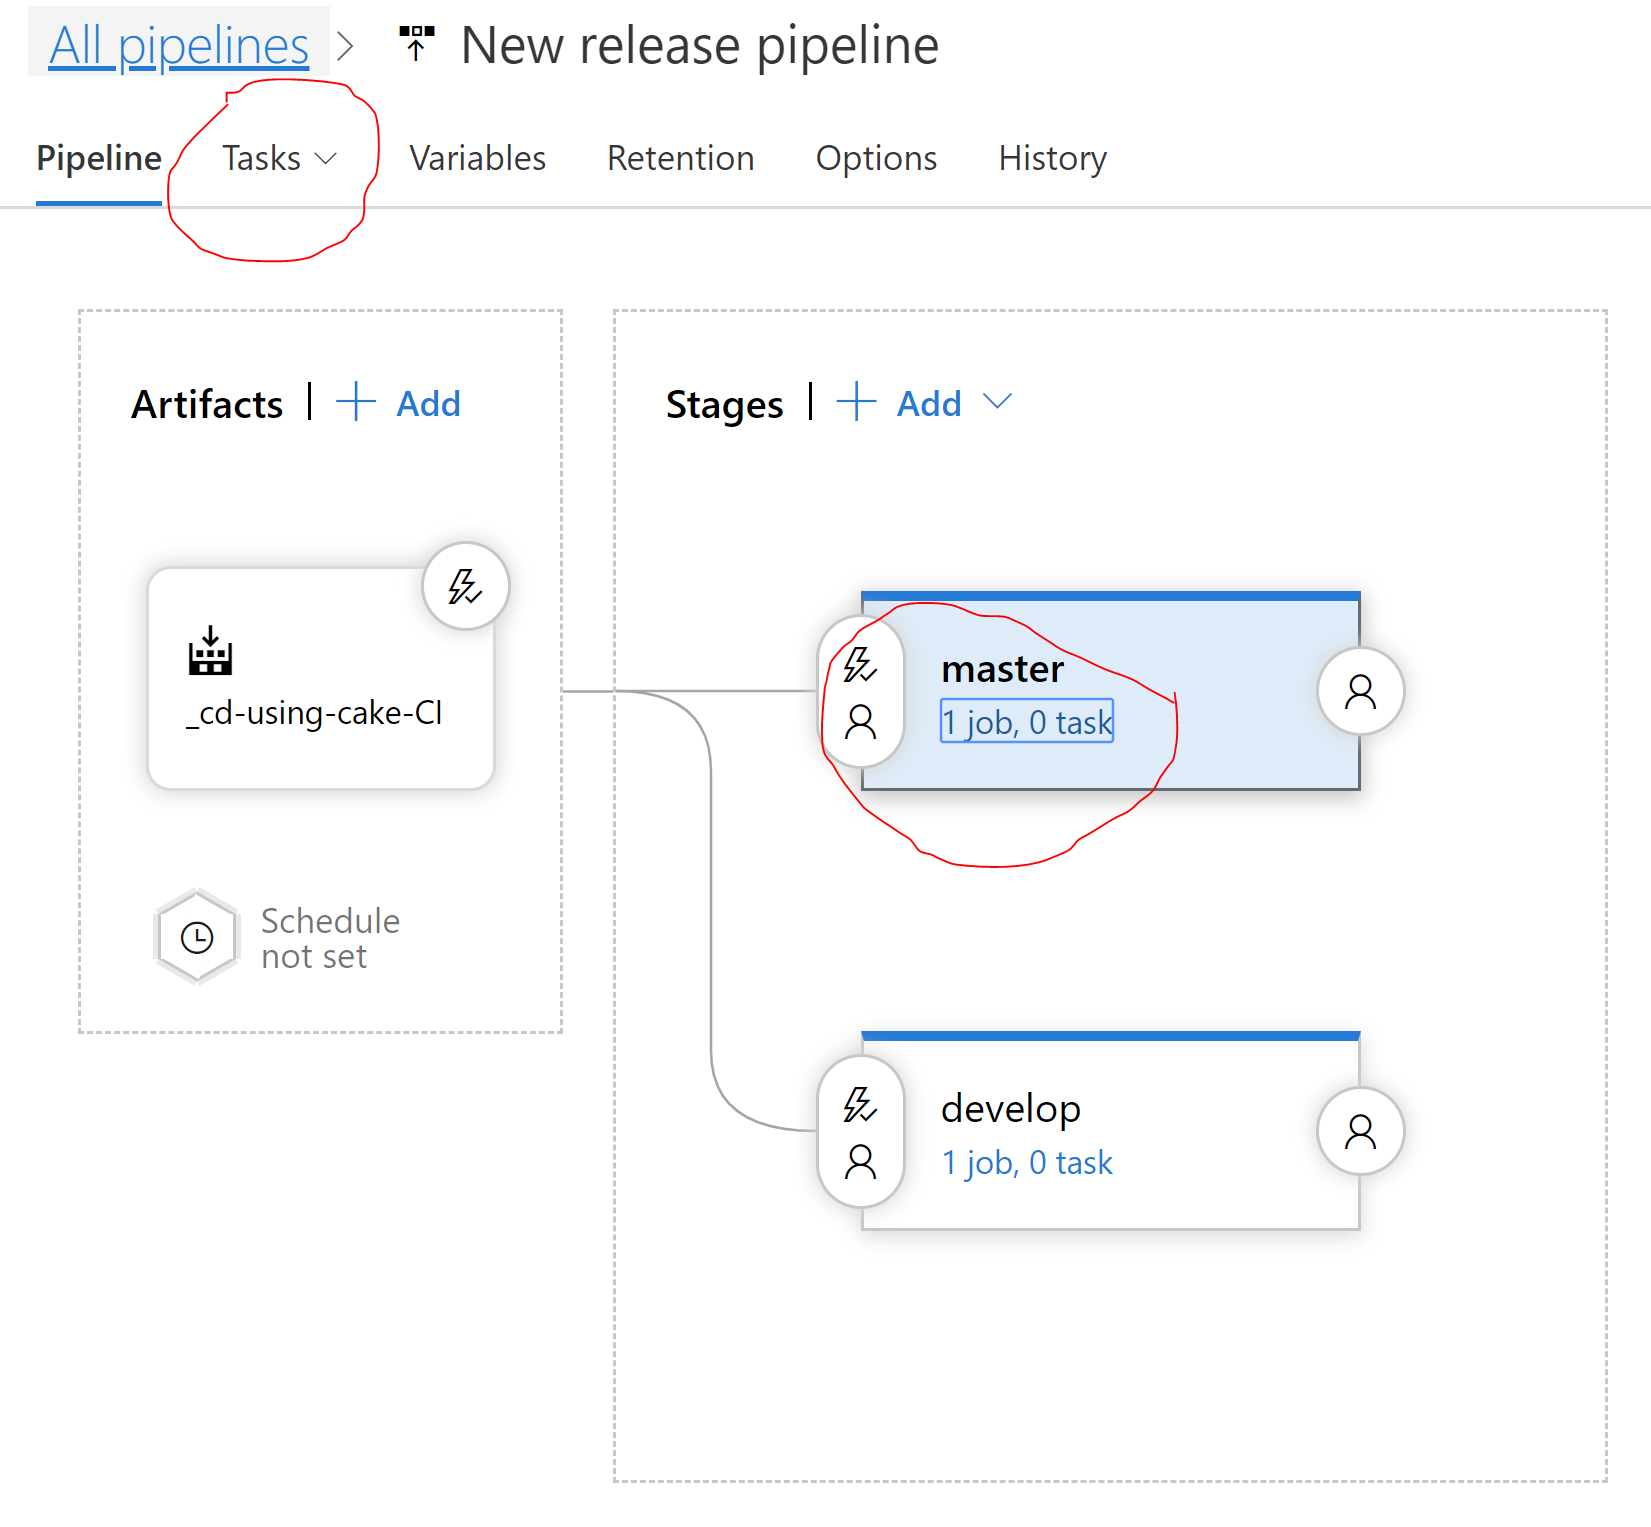 All pipelines > New release pipeline
Pipeline Tasks Variables Retention Options History
Artifacts | + Add
Stages | + Add
_cd-using-cake-CI
Schedule
not set
master
1 job, 0 task
develop
1 job, 0 task